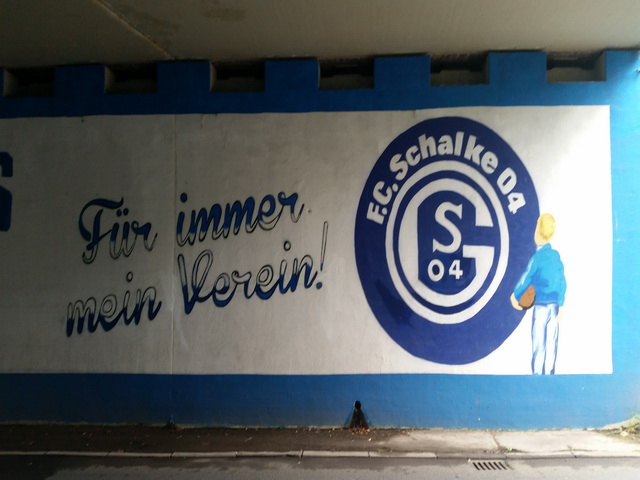 Für immer
mein Verein!
F.C. Schalke 04
S
G
04